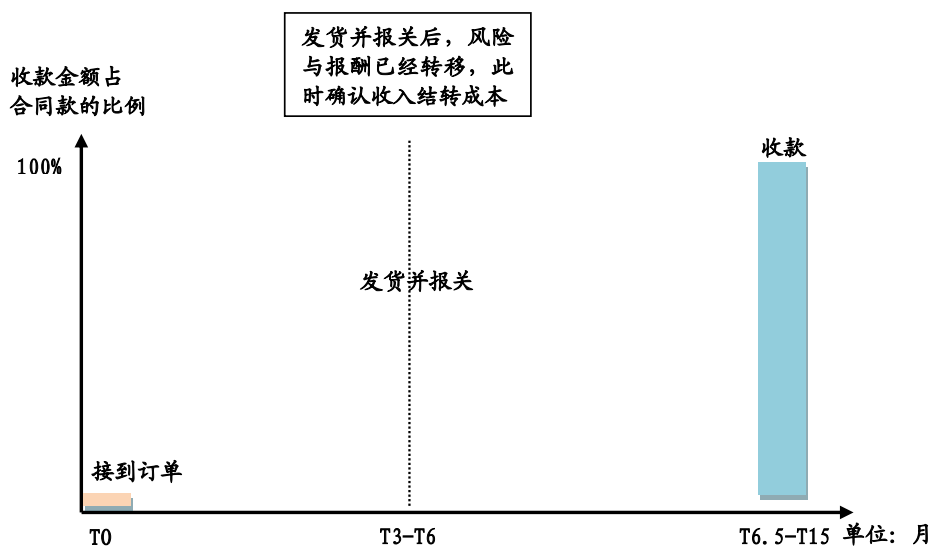 发货并报关后，风险
与报酬已经转移，此
时确认收入结转成本
收款金额占
合同款的比例
100%
收款
发货并报关
接到订单
T0
T3-T6
T6.5-T15
单位：月